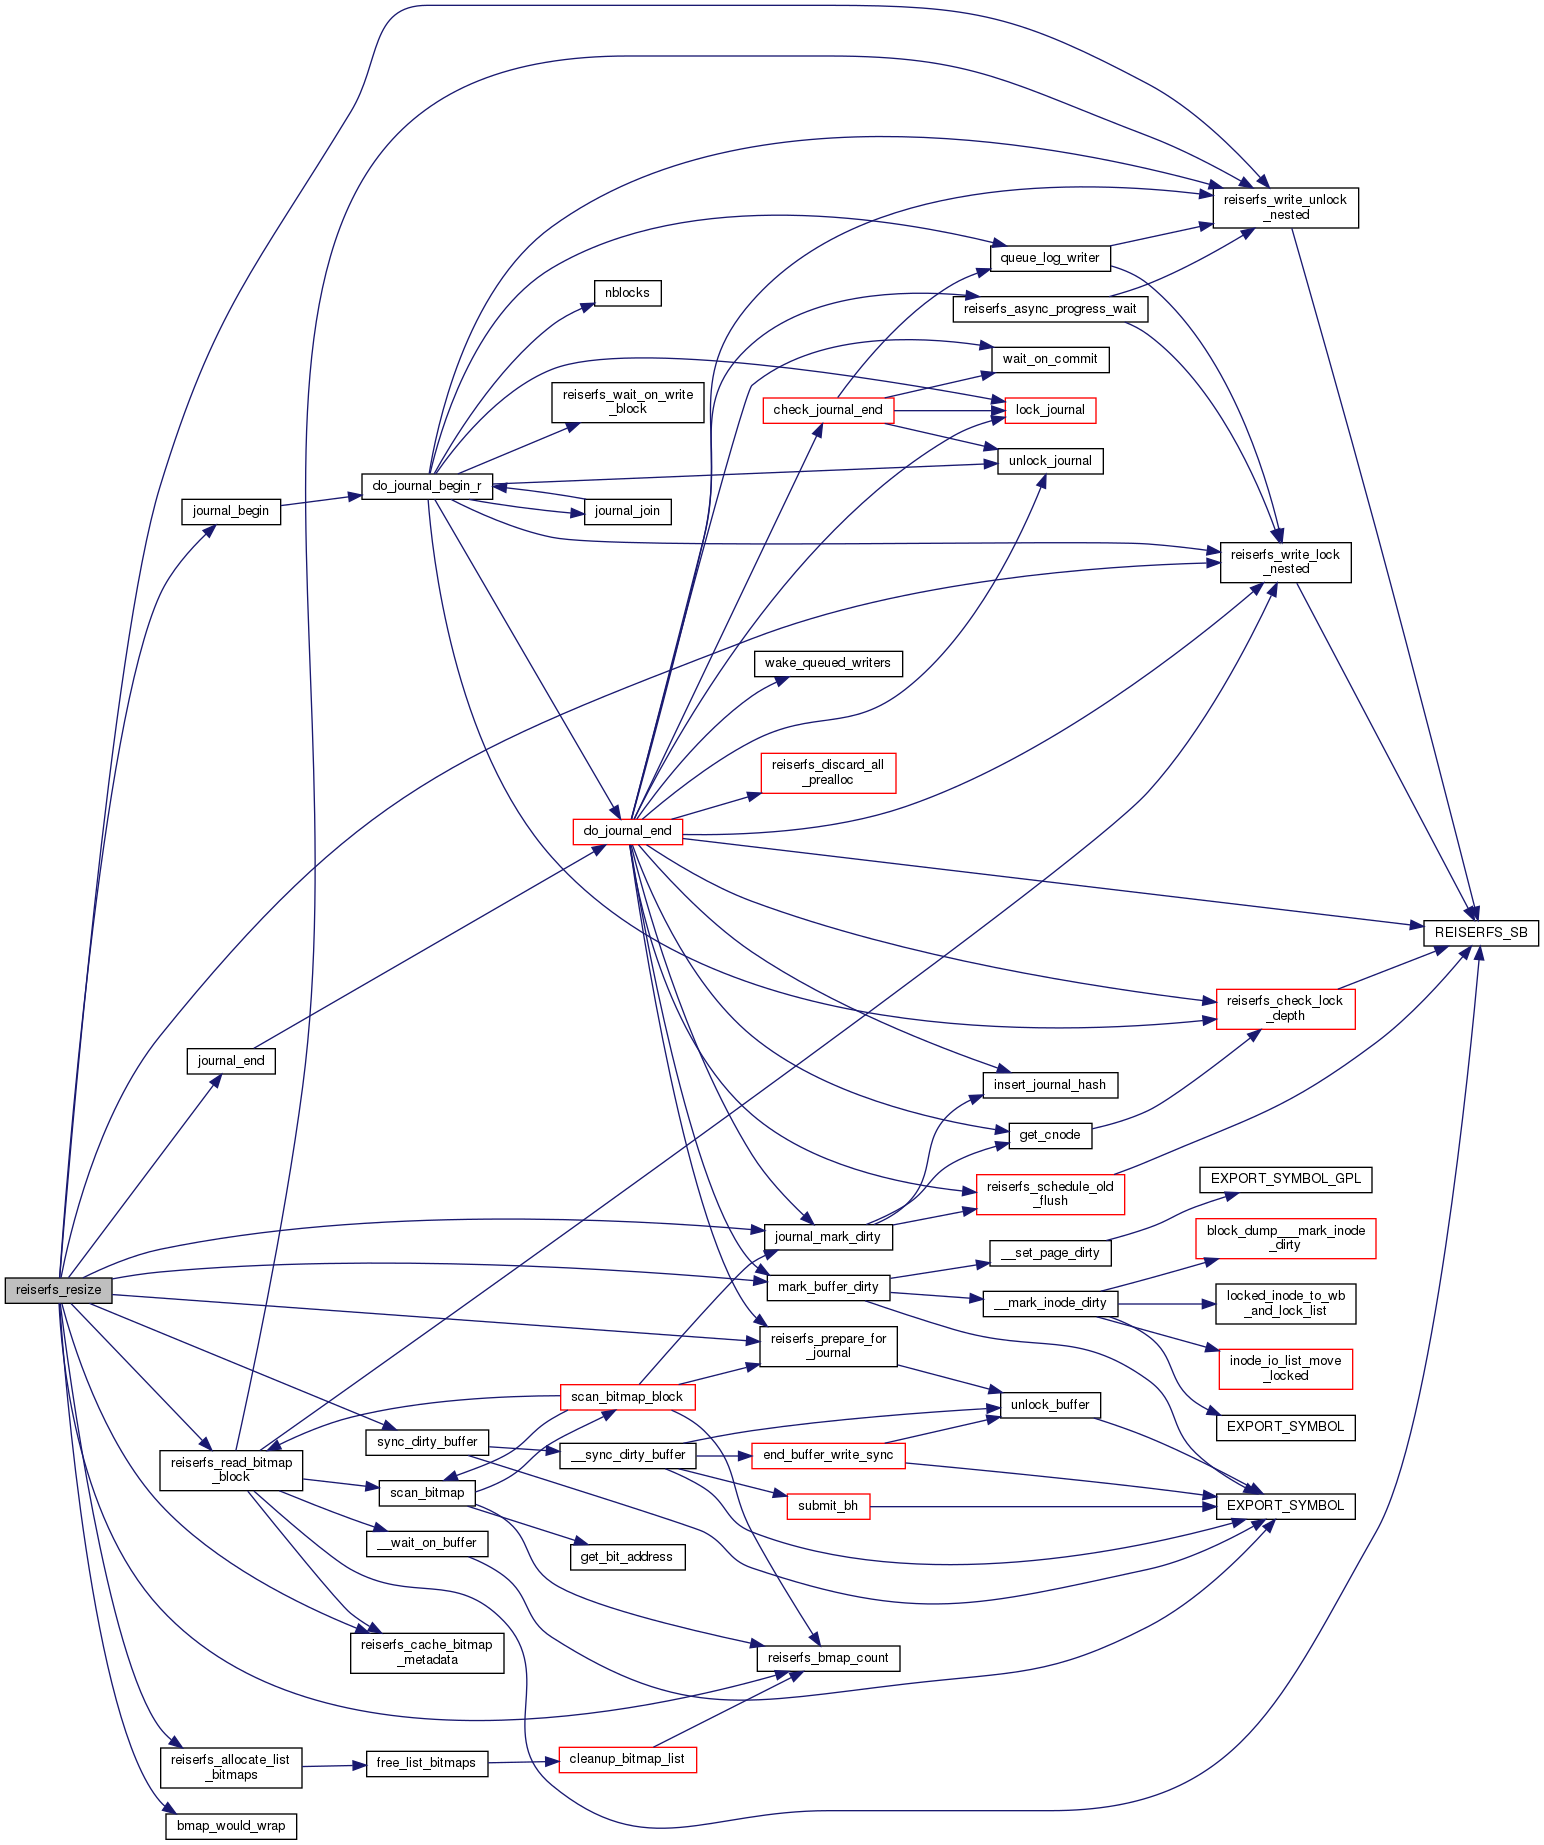 reiserfs_write_unlock
_nested
queue_log_writer
nblocks
reiserfs_async_progress_wait
wait_on_commit
reiserfs_wait_on_write
_block
check_journal_end
lock_journal
unlock_journal
do_journal_begin_r
journal_begin
journal_join
reiserfs_write_lock
_nested
wake_queued_writers
reiserfs_discard_all
_prealloc
do_journal_end
REISERFS_SB
reiserfs_check_lock
_depth
journal_end
insert_journal_hash
get_cnode
EXPORT_SYMBOL_GPL
reiserfs_schedule_old
_flush
journal_mark_dirty
block_dump___mark_inode
_dirty
__set_page_dirty
reiserfs_resize
mark_buffer_dirty
__mark_inode_dirty
locked_inode_to_wb
_and_lock_list
reiserfs_prepare_for
_journal
inode_io_list_move
_locked
scan_bitmap_block
unlock_buffer
EXPORT_SYMBOL
sync_dirty_buffer
__sync_dirty_buffer
end_buffer_write_sync
reiserfs_read_bitmap
_block
scan_bitmap
submit_bh
EXPORT_SYMBOL
__wait_on_buffer
get_bit_address
reiserfs_cache_bitmap
_metadata
reiserfs_bmap_count
reiserfs_allocate_list
_bitmaps
free_list_bitmaps
cleanup_bitmap_list
bmap_would_wrap